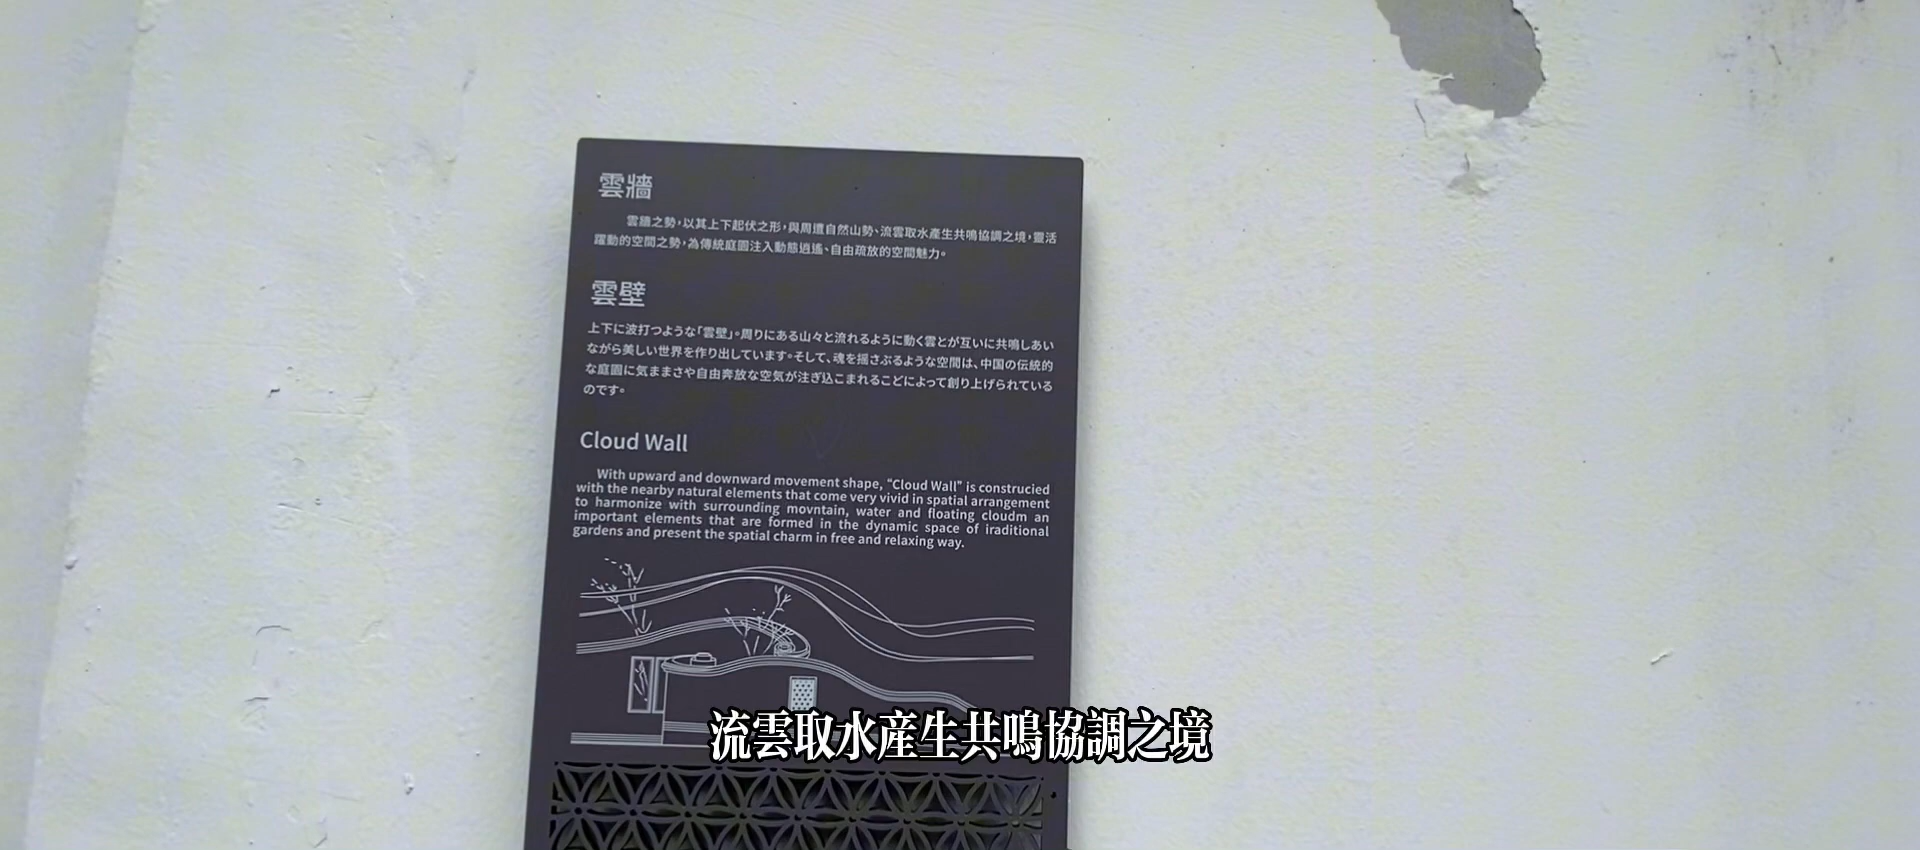 雲牆
雲牆之勢，以其上下起伏之形，與周遭自然山勢、流雲取水產生共鳴協調之境，靈活
躍動的空間之勢，為傳統庭園注入動態逍遙、自由疏放的空間魅力。
雲壁
上下に波打つような「雲壁」。周りにある山々と流れるように動く雲とが互いに共鳴しあい
ながら美しい世界を作り出しています。そして、魂を揺さぶるような空間は、中国の伝統的
な庭園に気ままさや自由奔放な空気が注ぎ込こまれるこどによって創り上げられている
のです。
Cloud Wall
With upward and downward movement shape, “Cloud Wall” is construcied
with the nearby natural elements that come very vivid in spatial arrangement
to harmonize with surrounding movntain, water and floating cloudm an
important elements that are formed in the dynamic space of iraditional
gardens and present the spatial charm in free and relaxing way.
流雲取水產生共鳴協調之境